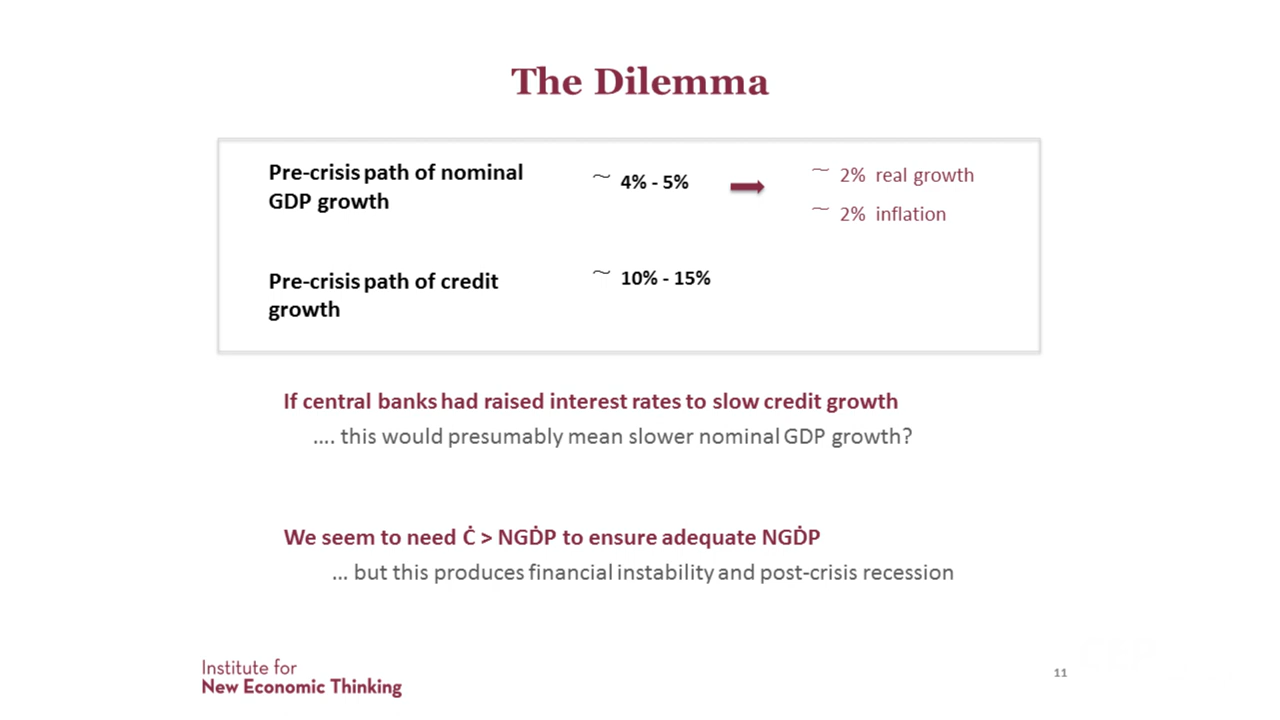 The Dilemma
Pre-crisis path of nominal
GDP growth
~ 4% - 5%
~ 2% real growth
~ 2% inflation
Pre-crisis path of credit
growth
~ 10% - 15%
If central banks had raised interest rates to slow credit growth
.... this would presumably mean slower nominal GDP growth?
We seem to need Ċ > NGḊP to ensure adequate NGḊP
... but this produces financial instability and post-crisis recession
Institute for
New Economic Thinking
11